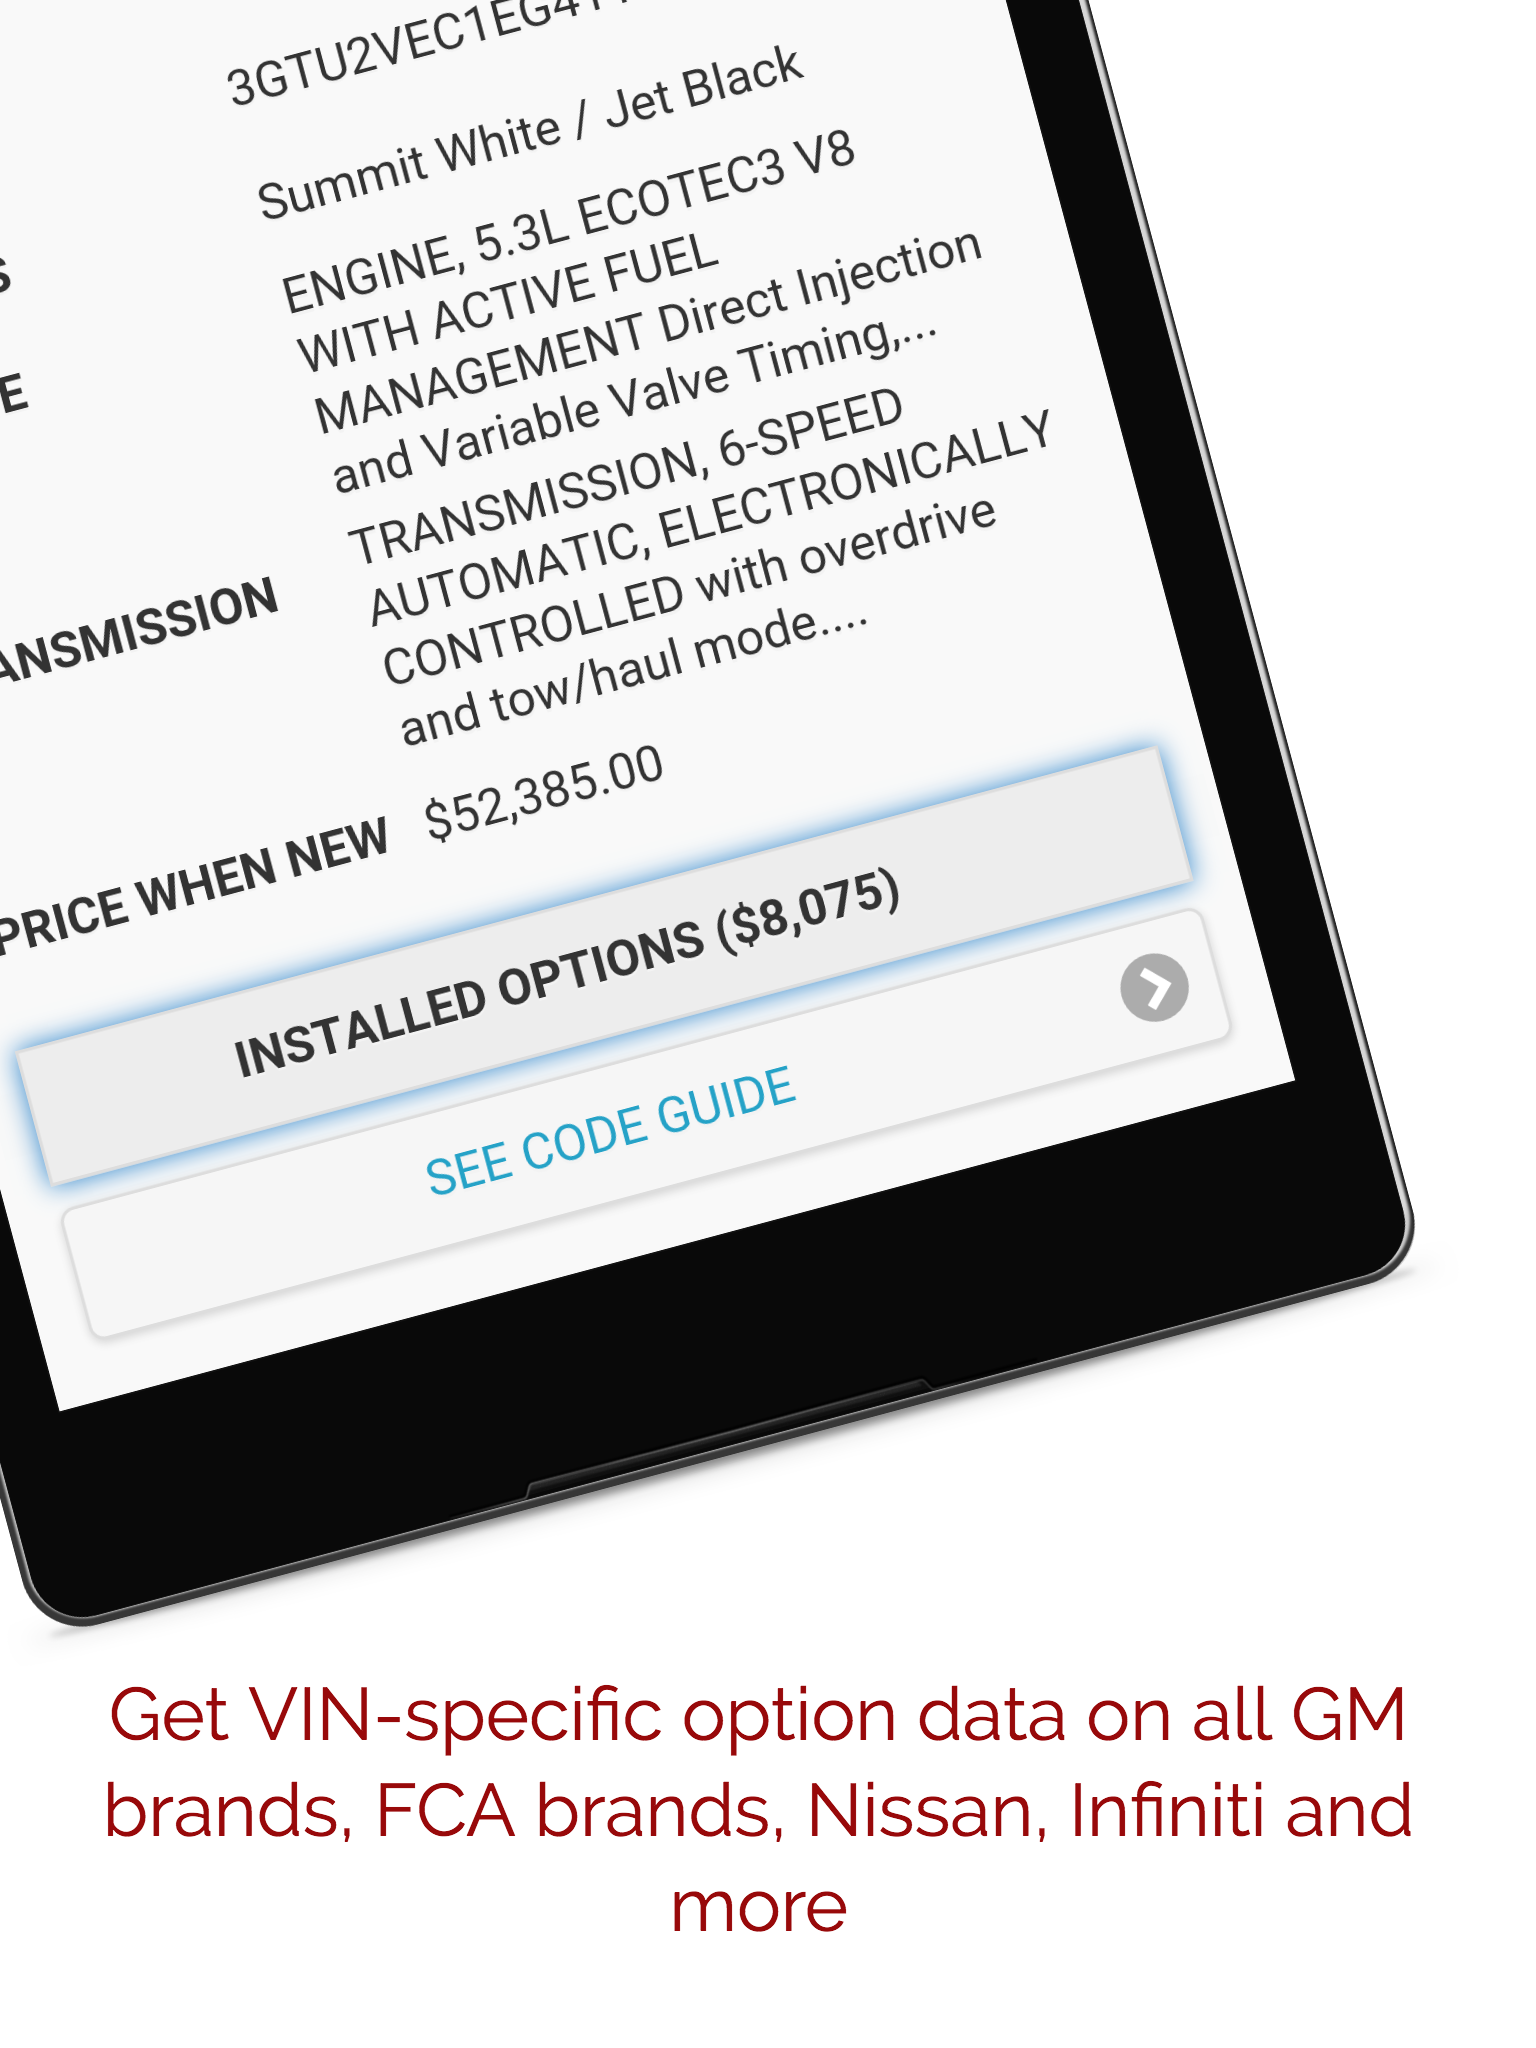 Summit White / Jet Black
S
ENGINE, 5.3L ECOTEC3 V8
WITH ACTIVE FUEL
MANAGEMENT Direct Injection
and Variable Valve Timing,...
E
TRANSMISSION, 6-SPEED
AUTOMATIC, ELECTRONICALLY
CONTROLLED with overdrive
and tow/haul mode....
ANSMISSION
PRICE WHEN NEW $52,385.00
INSTALLED OPTIONS ($8,075)
SEE CODE GUIDE
Get VIN-specific option data on all GM
brands, FCA brands, Nissan, Infiniti and
more